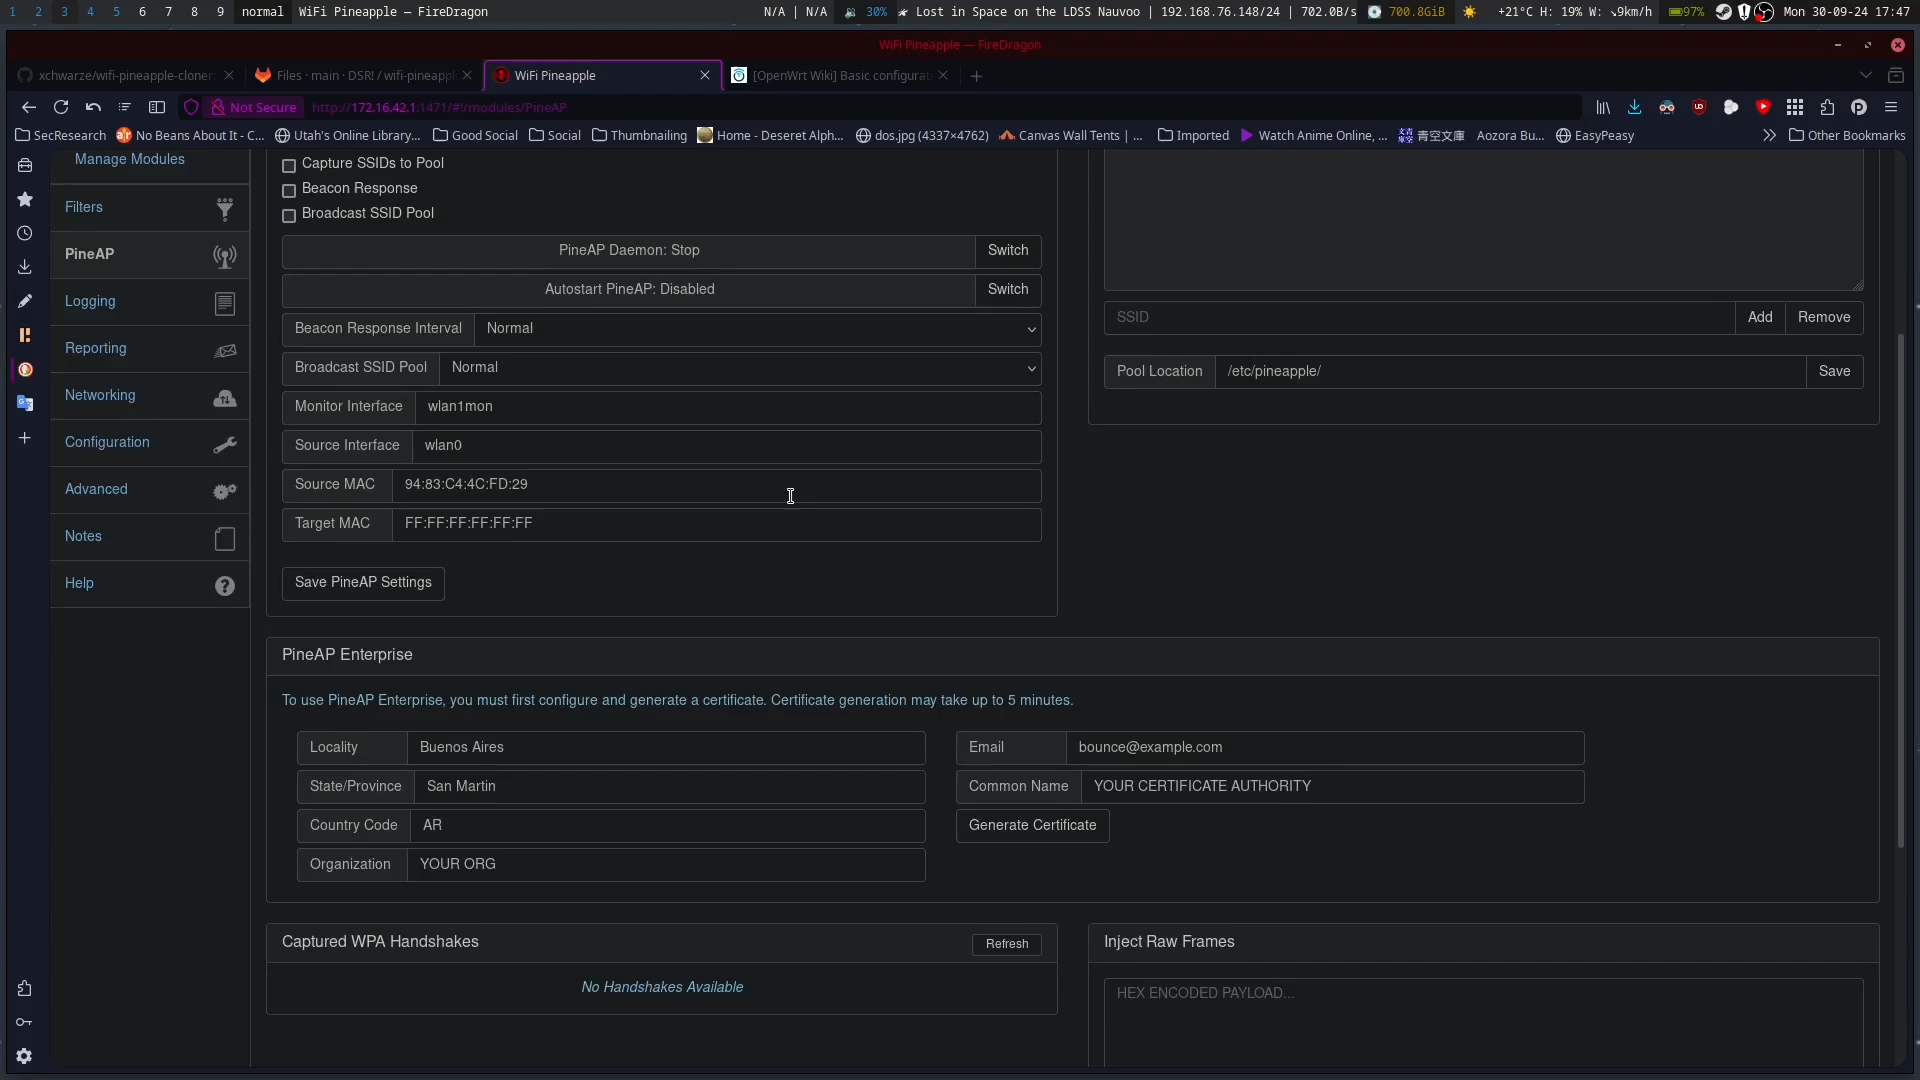 1 2 3 4 5 6 7 8 9 normal WiFi Pineapple — FireDragon N/A | N/A 30% Lost in Space on the LDSS Nauvoo | 192.168.76.148/24 | 702.0B/s 700.8GiB +21°C H: 19% W: ↘9km/h 97% Mon 30-09-24 17:47
WiFi Pineapple — FireDragon
xchwarze/wifi-pineapple-cloner: Files · main · DSR! / wifi-pineappl WiFi Pineapple [OpenWrt Wiki] Basic configurati
Not Secure http://172.16.42.1:1471/#!/modules/PineAP
SecResearch No Beans About It - C... Utah's Online Library... Good Social Social Thumbnailing Home - Deseret Alph... dos.jpg (4337×4762) Canvas Wall Tents | ... Imported Watch Anime Online, ... 青空文庫 Aozora Bu... EasyPeasy Other Bookmarks
Manage Modules
Filters
PineAP
Logging
Reporting
Networking
Configuration
Advanced
Notes
Help
Capture SSIDs to Pool
Beacon Response
Broadcast SSID Pool
PineAP Daemon: Stop Switch
Autostart PineAP: Disabled Switch
Beacon Response Interval Normal
Broadcast SSID Pool Normal
Monitor Interface wlan1mon
Source Interface wlan0
Source MAC 94:83:C4:4C:FD:29
Target MAC FF:FF:FF:FF:FF:FF
Save PineAP Settings
SSID Add Remove
Pool Location /etc/pineapple/ Save
PineAP Enterprise
To use PineAP Enterprise, you must first configure and generate a certificate. Certificate generation may take up to 5 minutes.
Locality Buenos Aires
State/Province San Martin
Country Code AR
Organization YOUR ORG
Email bounce@example.com
Common Name YOUR CERTIFICATE AUTHORITY
Generate Certificate
Captured WPA Handshakes Refresh
No Handshakes Available
Inject Raw Frames
HEX ENCODED PAYLOAD...